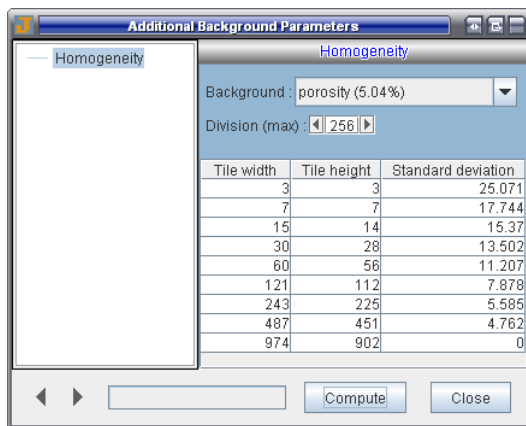 Additional Background Parameters
Homogeneity
Homogeneity
Background : porosity (5.04%)
Division (max) : 256
Tile width Tile height Standard deviation
3 3 25.071
7 7 17.744
15 14 15.37
30 28 13.502
60 56 11.207
121 112 7.878
243 225 5.585
487 451 4.762
974 902 0
Compute Close